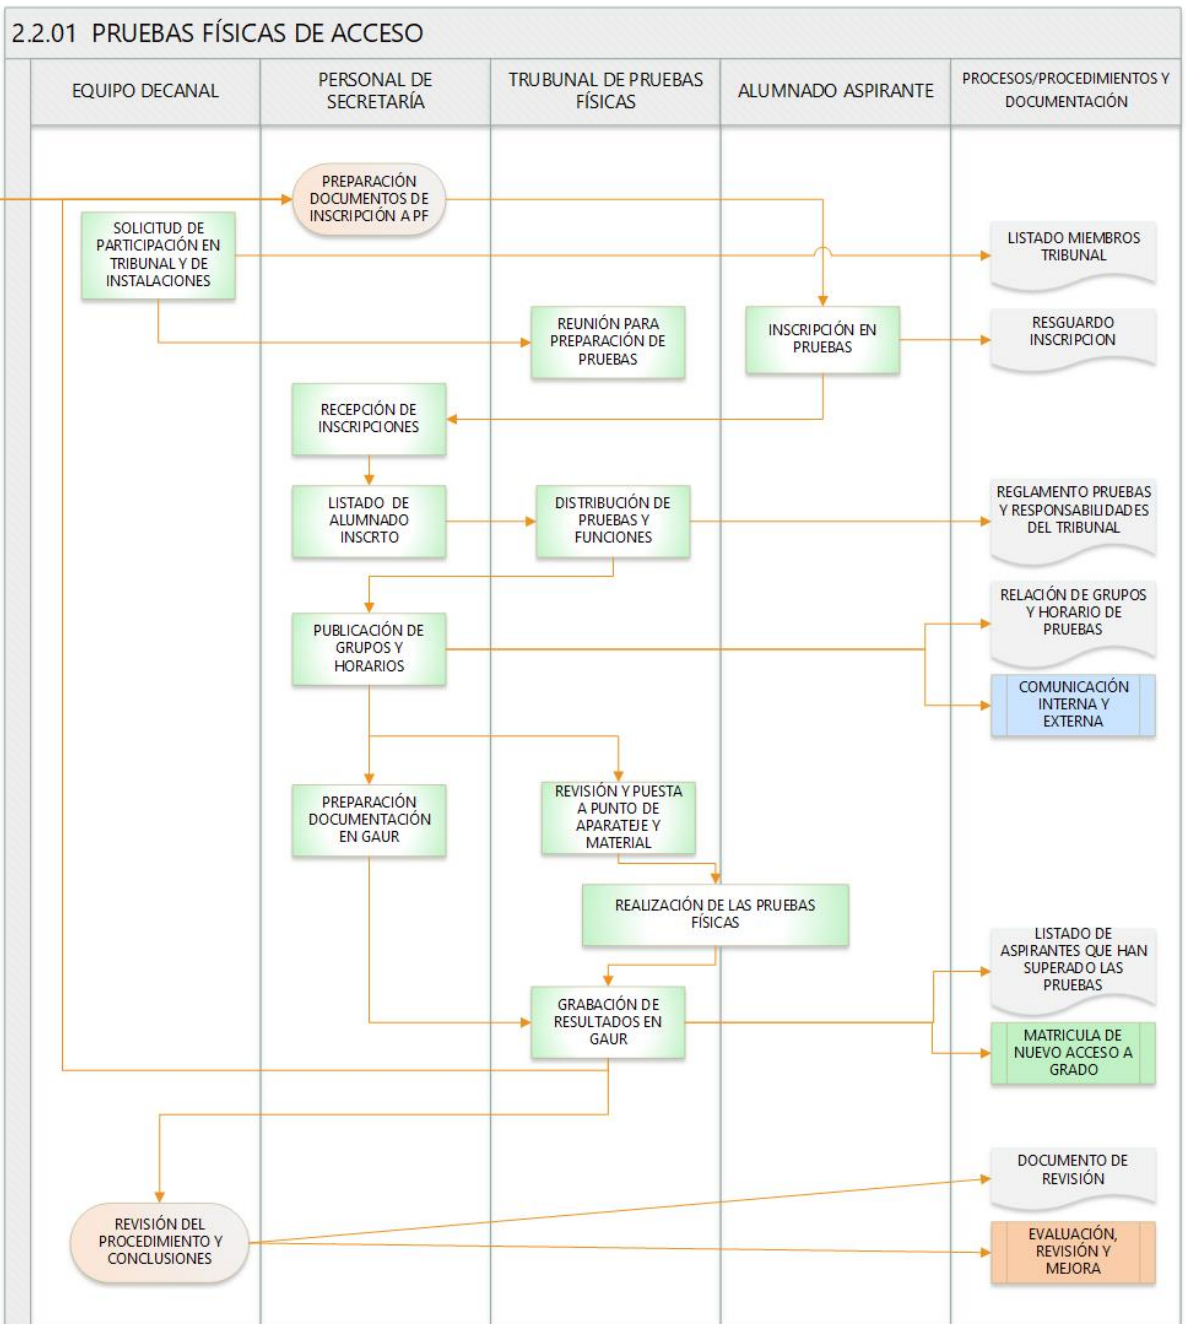 2.2.01 PRUEBAS FÍSICAS DE ACCESO
EQUIPO DECANAL
PERSONAL DE
SECRETARÍA
TRUBUNAL DE PRUEBAS
FÍSICAS
ALUMNADO ASPIRANTE
PROCESOS/PROCEDIMIENTOS Y
DOCUMENTACIÓN
PREPARACIÓN
DOCUMENTOS DE
INSCRIPCIÓN A PF
SOLICITUD DE
PARTICIPACIÓN EN
TRIBUNAL Y DE
INSTALACIONES
LISTADO MIEMBROS
TRIBUNAL
REUNIÓN PARA
PREPARACIÓN DE
PRUEBAS
INSCRIPCIÓN EN
PRUEBAS
RESGUARDO
INSCRIPCION
RECEPCIÓN DE
INSCRIPCIONES
LISTADO DE
ALUMNADO
INSCRTO
DISTRIBUCIÓN DE
PRUEBAS Y
FUNCIONES
REGLAMENTO PRUEBAS
Y RESPONSABILIDADES
DEL TRIBUNAL
PUBLICACIÓN DE
GRUPOS Y
HORARIOS
RELACIÓN DE GRUPOS
Y HORARIO DE
PRUEBAS
COMUNICACIÓN
INTERNA Y
EXTERNA
PREPARACIÓN
DOCUMENTACIÓN
EN GAUR
REVISIÓN Y PUESTA
A PUNTO DE
APARATEJE Y
MATERIAL
REALIZACIÓN DE LAS PRUEBAS
FÍSICAS
GRABACIÓN DE
RESULTADOS EN
GAUR
LISTADO DE
ASPIRANTES QUE HAN
SUPERADO LAS
PRUEBAS
MATRICULA DE
NUEVO ACCESO A
GRADO
DOCUMENTO DE
REVISIÓN
REVISIÓN DEL
PROCEDIMIENTO Y
CONCLUSIONES
EVALUACIÓN,
REVISIÓN Y
MEJORA